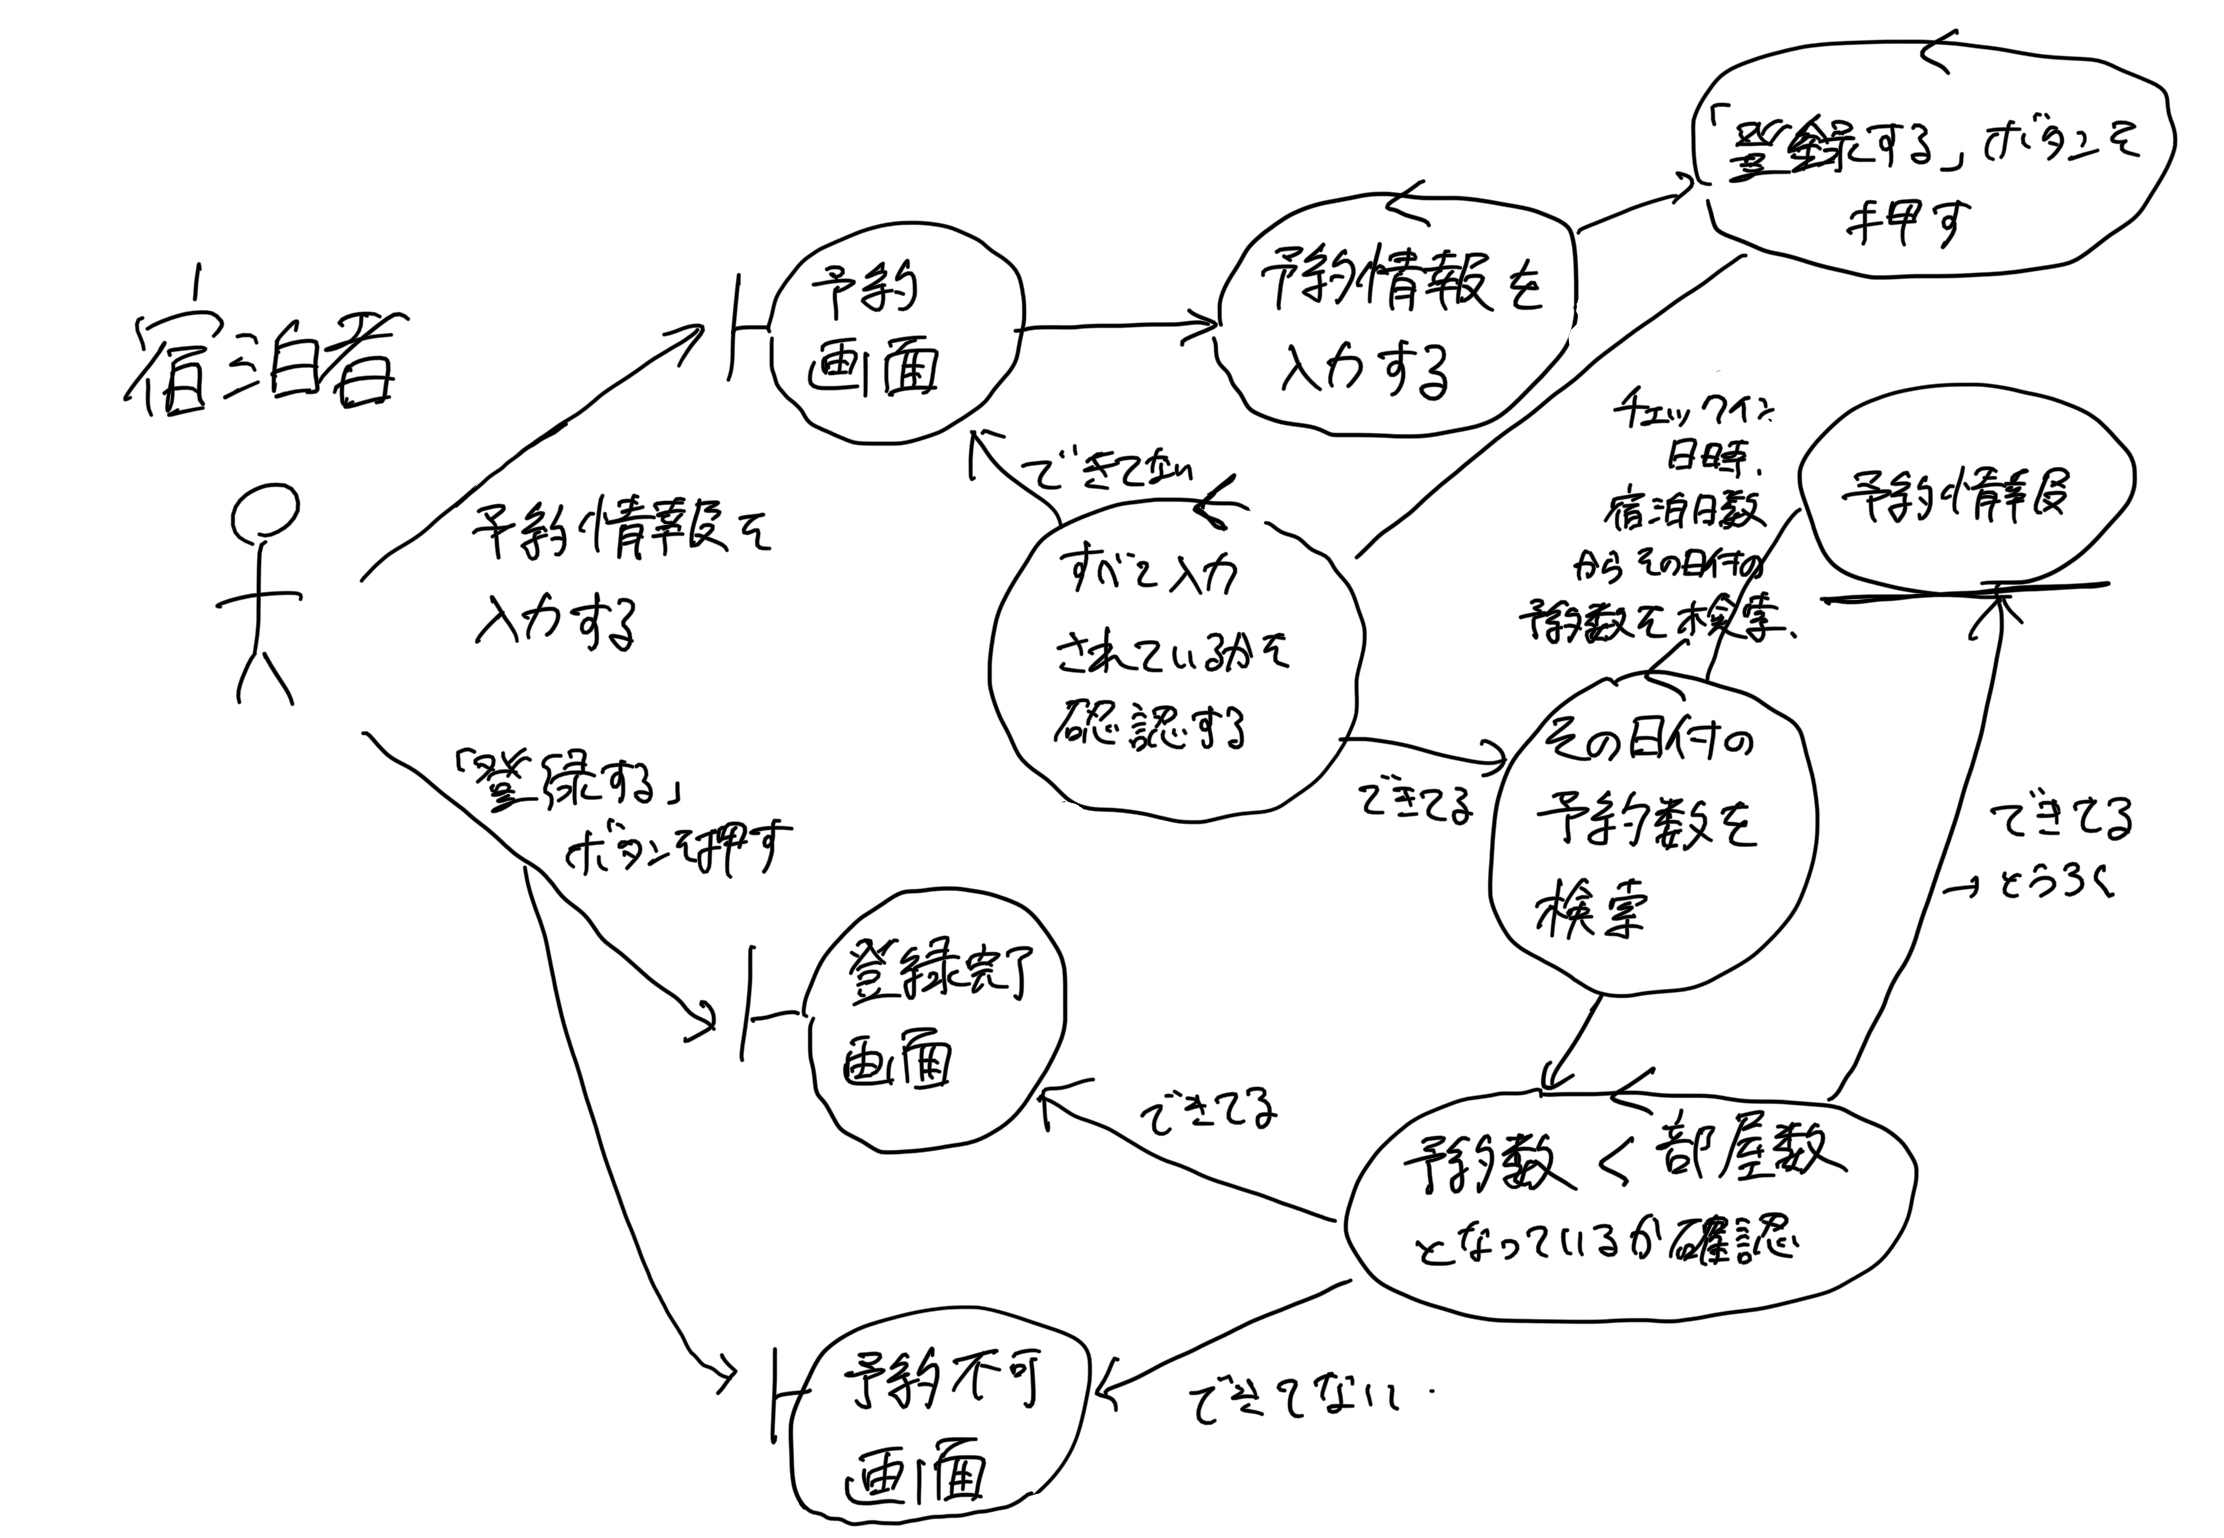 宿泊者
予約情報を
入力する
「登録する」
ボタンを押す
予約
画面
予約情報を
入力する
「登録する」ボタンを
押す
できてない
すべて入力
されているかを
確認する
できてる
チェックイン
日時、
宿泊日数
からその日付の
予約数を検索、
予約情報
その日付の
予約数を
検索
できてる
→とうろく
予約数<部屋数
となっているか確認
できてる
登録完了
画面
できてない
予約不可
画面